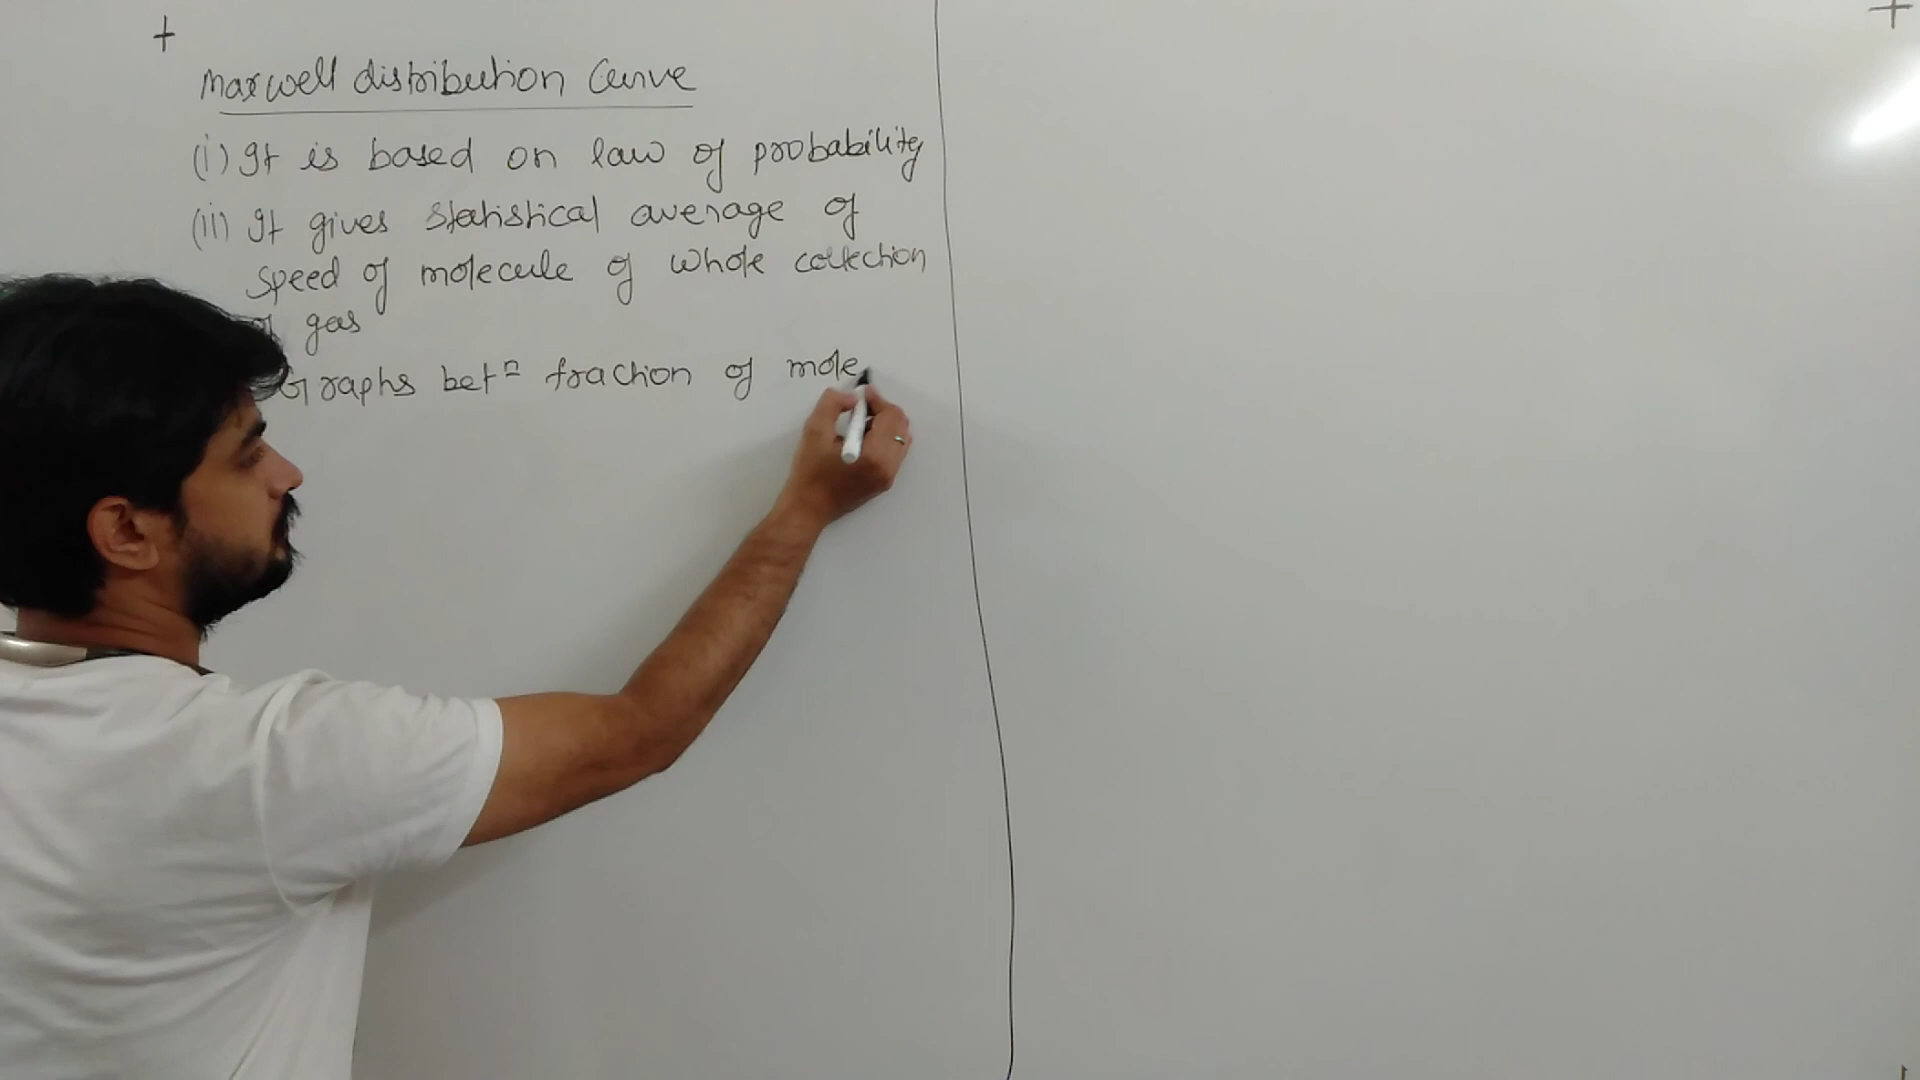 Maxwell distribution Curve
(i) It is based on law of probability
(ii) It gives statistical average of
speed of molecule of whole collection
gas
Graphs betⁿ fraction of mole